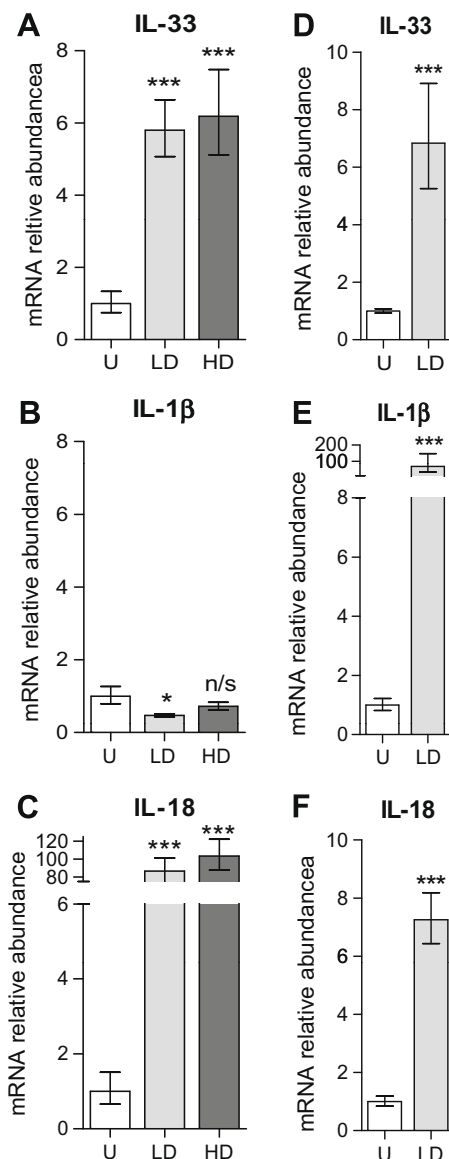 A
IL-33
mRNA reltive abundancea
8
6
4
2
0
***
***
U LD HD
B
IL-1β
mRNA relative abundance
8
6
4
2
0
*
n/s
U LD HD
C
IL-18
mRNA relative abundance
120
100
80
6
4
2
0
***
***
U LD HD
D
IL-33
mRNA relative abundance
10
8
6
4
2
0
***
U LD
E
IL-1β
mRNA relative abundance
200
100
8
6
4
2
0
***
U LD
F
IL-18
mRNA relative abundancea
10
8
6
4
2
0
***
U LD